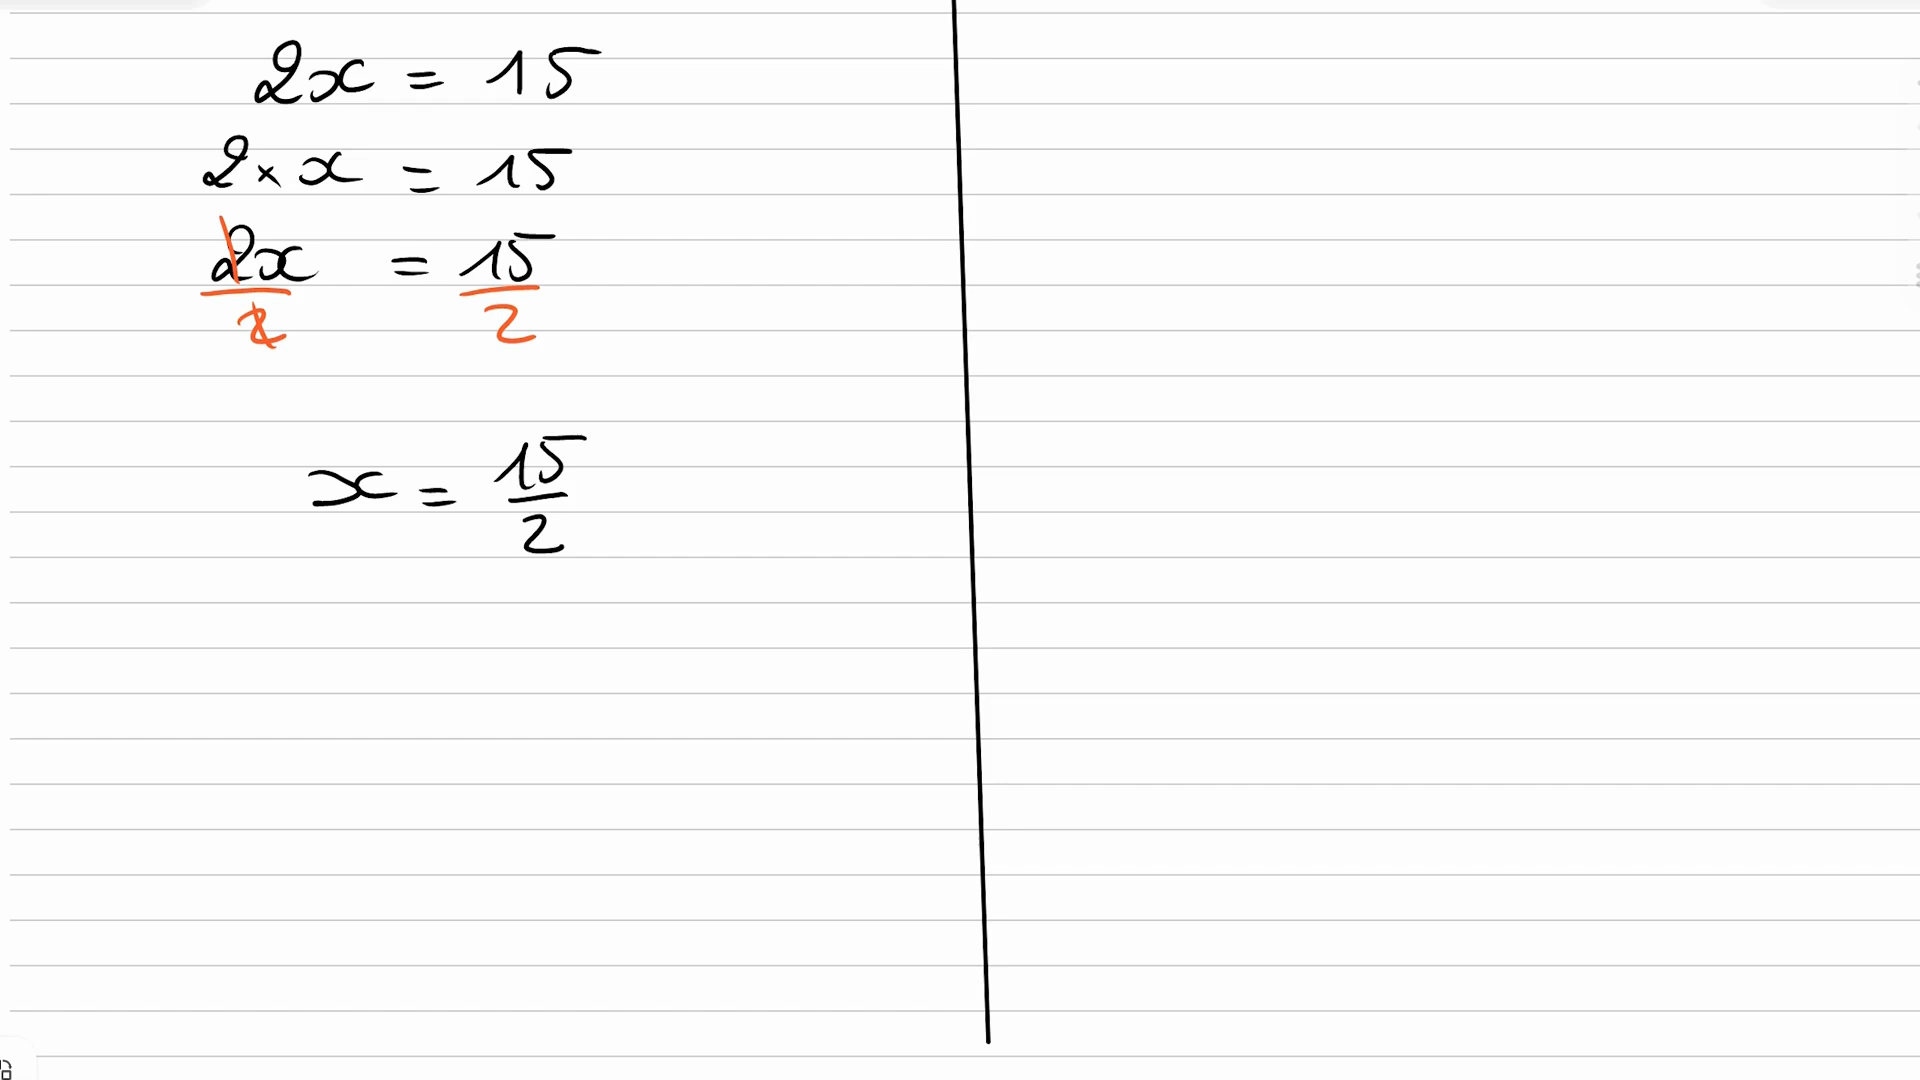 2x = 15
2 × x = 15
2x/2 = 15/2
x = 15/2